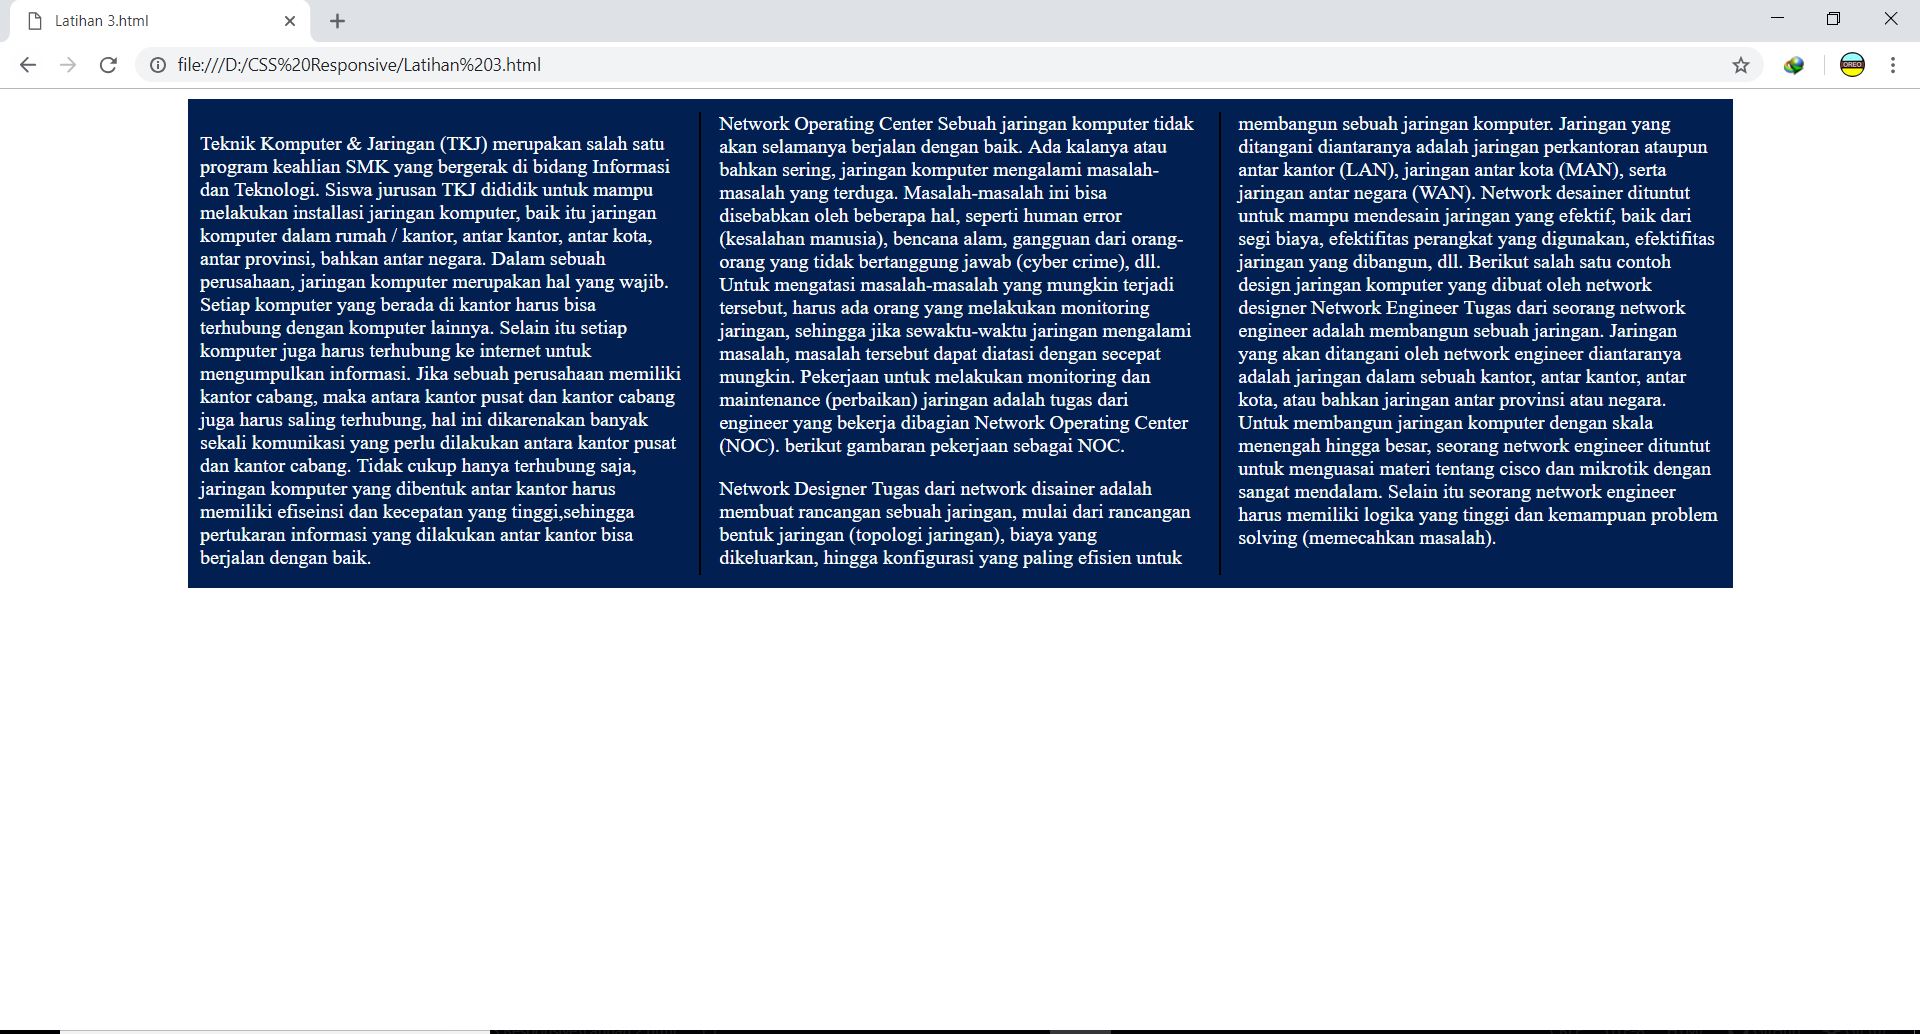 Latihan 3.html
file:///D:/CSS%20Responsive/Latihan%203.html
OREO
Teknik Komputer & Jaringan (TKJ) merupakan salah satu
program keahlian SMK yang bergerak di bidang Informasi
dan Teknologi. Siswa jurusan TKJ dididik untuk mampu
melakukan installasi jaringan komputer, baik itu jaringan
komputer dalam rumah / kantor, antar kantor, antar kota,
antar provinsi, bahkan antar negara. Dalam sebuah
perusahaan, jaringan komputer merupakan hal yang wajib.
Setiap komputer yang berada di kantor harus bisa
terhubung dengan komputer lainnya. Selain itu setiap
komputer juga harus terhubung ke internet untuk
mengumpulkan informasi. Jika sebuah perusahaan memiliki
kantor cabang, maka antara kantor pusat dan kantor cabang
juga harus saling terhubung, hal ini dikarenakan banyak
sekali komunikasi yang perlu dilakukan antara kantor pusat
dan kantor cabang. Tidak cukup hanya terhubung saja,
jaringan komputer yang dibentuk antar kantor harus
memiliki efiseinsi dan kecepatan yang tinggi,sehingga
pertukaran informasi yang dilakukan antar kantor bisa
berjalan dengan baik.
Network Operating Center Sebuah jaringan komputer tidak
akan selamanya berjalan dengan baik. Ada kalanya atau
bahkan sering, jaringan komputer mengalami masalah-
masalah yang terduga. Masalah-masalah ini bisa
disebabkan oleh beberapa hal, seperti human error
(kesalahan manusia), bencana alam, gangguan dari orang-
orang yang tidak bertanggung jawab (cyber crime), dll.
Untuk mengatasi masalah-masalah yang mungkin terjadi
tersebut, harus ada orang yang melakukan monitoring
jaringan, sehingga jika sewaktu-waktu jaringan mengalami
masalah, masalah tersebut dapat diatasi dengan secepat
mungkin. Pekerjaan untuk melakukan monitoring dan
maintenance (perbaikan) jaringan adalah tugas dari
engineer yang bekerja dibagian Network Operating Center
(NOC). berikut gambaran pekerjaan sebagai NOC.
Network Designer Tugas dari network disainer adalah
membuat rancangan sebuah jaringan, mulai dari rancangan
bentuk jaringan (topologi jaringan), biaya yang
dikeluarkan, hingga konfigurasi yang paling efisien untuk
membangun sebuah jaringan komputer. Jaringan yang
ditangani diantaranya adalah jaringan perkantoran ataupun
antar kantor (LAN), jaringan antar kota (MAN), serta
jaringan antar negara (WAN). Network desainer dituntut
untuk mampu mendesain jaringan yang efektif, baik dari
segi biaya, efektifitas perangkat yang digunakan, efektifitas
jaringan yang dibangun, dll. Berikut salah satu contoh
design jaringan komputer yang dibuat oleh network
designer Network Engineer Tugas dari seorang network
engineer adalah membangun sebuah jaringan. Jaringan
yang akan ditangani oleh network engineer diantaranya
adalah jaringan dalam sebuah kantor, antar kantor, antar
kota, atau bahkan jaringan antar provinsi atau negara.
Untuk membangun jaringan komputer dengan skala
menengah hingga besar, seorang network engineer dituntut
untuk menguasai materi tentang cisco dan mikrotik dengan
sangat mendalam. Selain itu seorang network engineer
harus memiliki logika yang tinggi dan kemampuan problem
solving (memecahkan masalah).